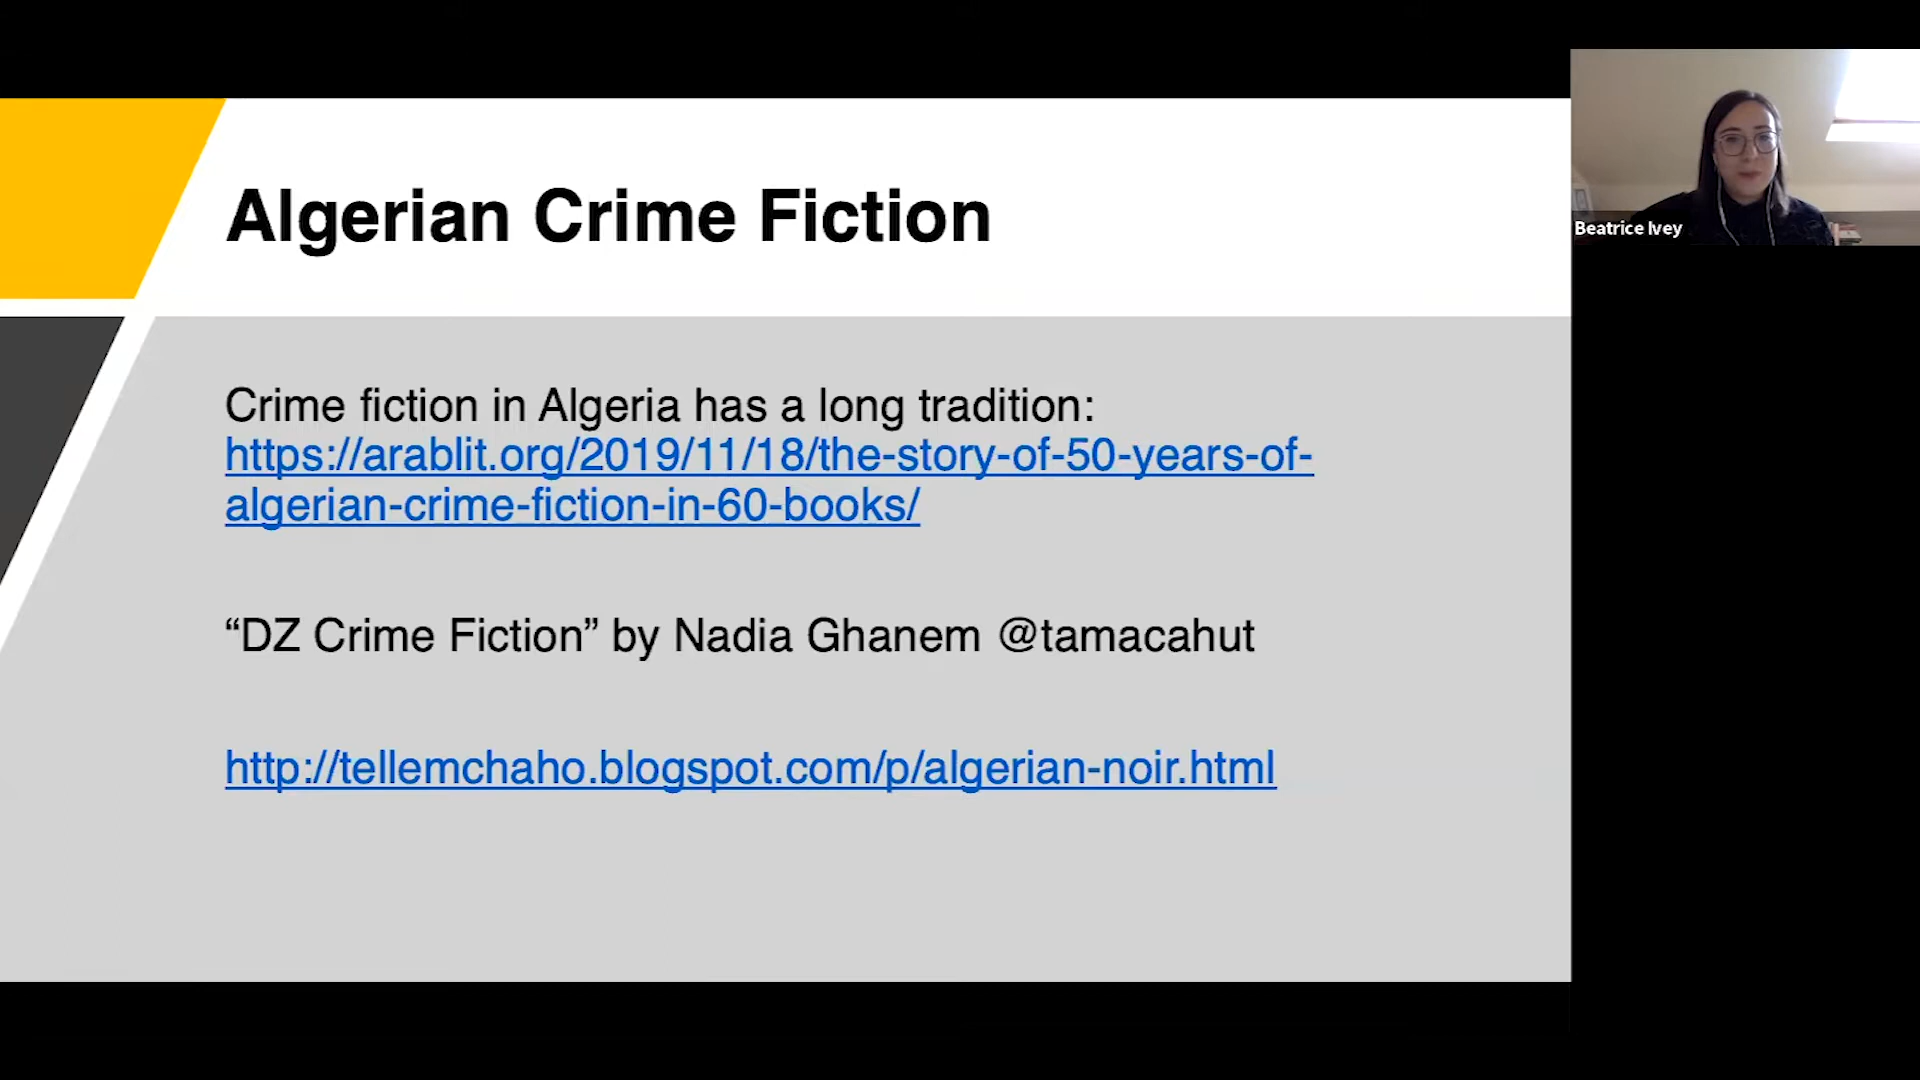 Algerian Crime Fiction
Beatrice Ivey
Crime fiction in Algeria has a long tradition:
https://arablit.org/2019/11/18/the-story-of-50-years-of-
algerian-crime-fiction-in-60-books/
“DZ Crime Fiction” by Nadia Ghanem @tamacahut
http://tellemchaho.blogspot.com/p/algerian-noir.html